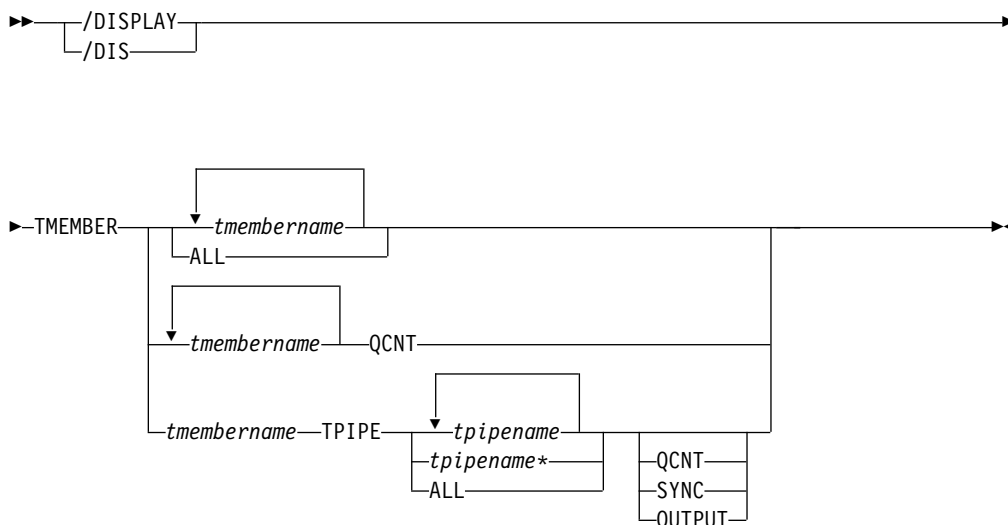 /DISPLAY
/DIS
TMEMBER tmembername
ALL
tmembername QCNT
tmembername TPIPE tpipename
tpipename* QCNT
ALL SYNC
OUTPUT